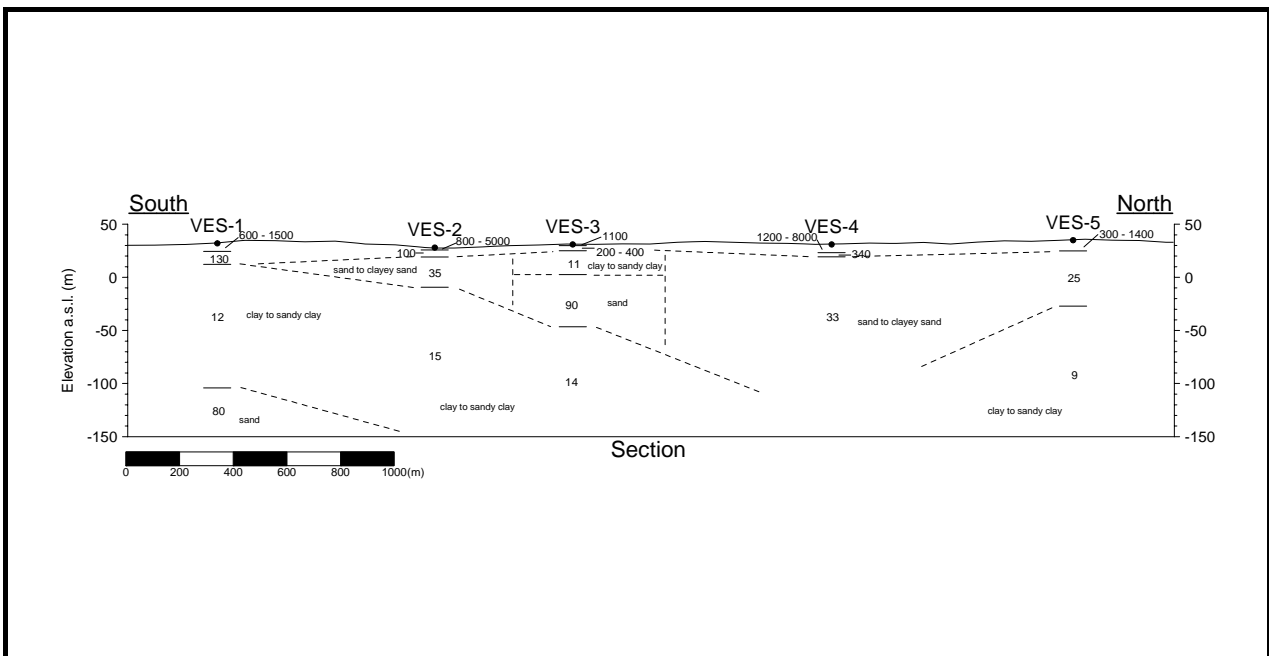 South
North
VES-1
VES-2
VES-3
VES-4
VES-5
50
0
-50
-100
-150
Elevation a.s.l. (m)
50
0
-50
-100
-150
600 - 1500
130
12
clay to sandy clay
80
sand
800 - 5000
100
sand to clayey sand
35
15
1100
200 - 400
11
clay to sandy clay
90
sand
14
clay to sandy clay
1200 - 8000
340
33
sand to clayey sand
300 - 1400
25
9
clay to sandy clay
Section
0
200
400
600
800
1000(m)